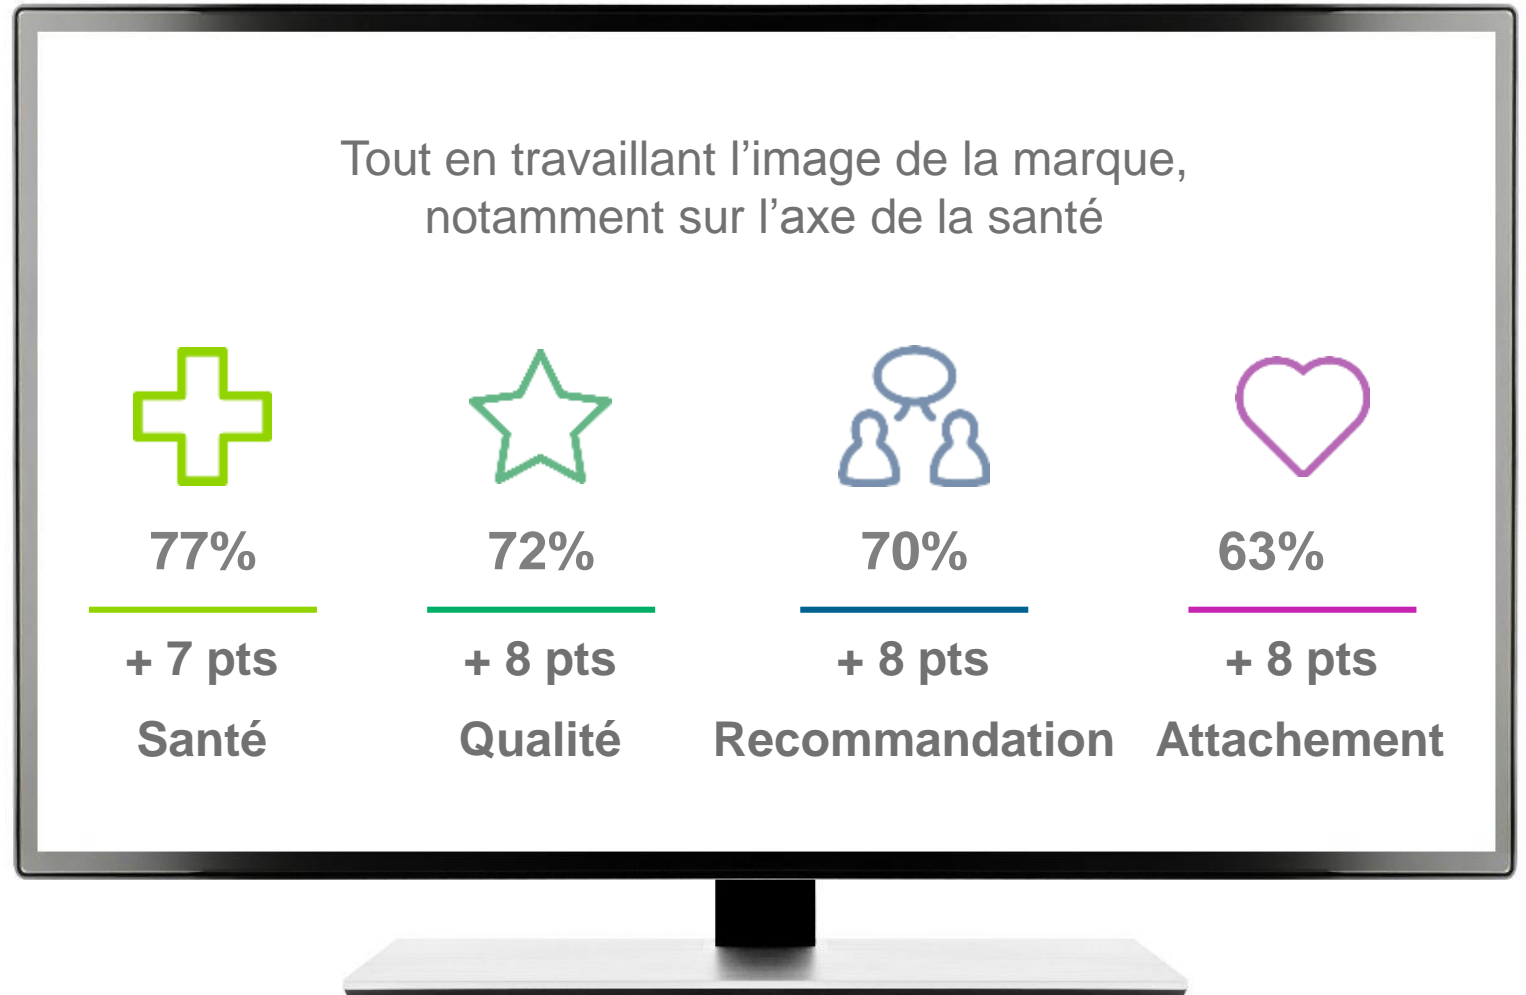 Tout en travaillant l’image de la marque,
notamment sur l’axe de la santé
77% 72% 70% 63%
+ 7 pts + 8 pts + 8 pts + 8 pts
Santé Qualité Recommandation Attachement